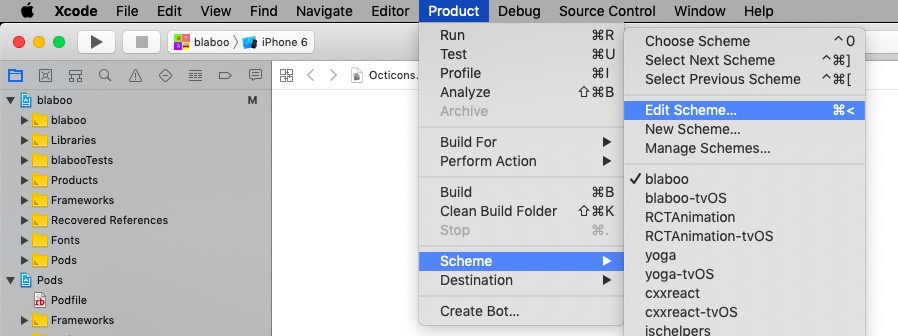 Xcode File Edit View Find Navigate Editor Product Debug Source Control Window Help
blaboo iPhone 6
Octicons.
blaboo M
blaboo
Libraries
blabooTests
Products
Frameworks
Recovered References
Fonts
Pods
Pods
Podfile
Frameworks
Run ⌘R
Test ⌘U
Profile ⌘I
Analyze ⇧⌘B
Archive
Build For
Perform Action
Build ⌘B
Clean Build Folder ⇧⌘K
Stop ⌘.
Scheme
Destination
Create Bot...
Choose Scheme ^0
Select Next Scheme ^⌘]
Select Previous Scheme ^⌘[
Edit Scheme... ⌘<
New Scheme...
Manage Schemes...
✓ blaboo
blaboo-tvOS
RCTAnimation
RCTAnimation-tvOS
yoga
yoga-tvOS
cxxreact
cxxreact-tvOS
jschelpers